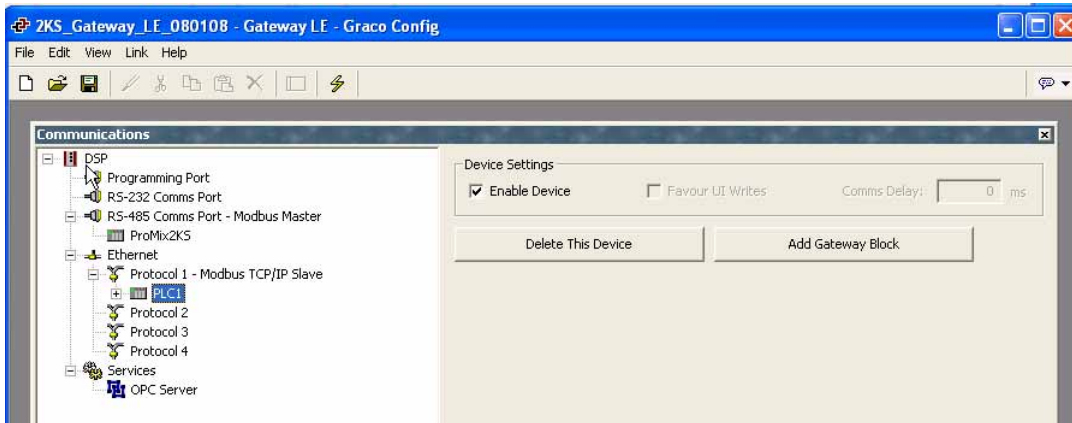 2KS_Gateway_LE_080108 - Gateway LE - Graco Config
File Edit View Link Help
Communications
DSP
Programming Port
RS-232 Comms Port
RS-485 Comms Port - Modbus Master
ProMix2KS
Ethernet
Protocol 1 - Modbus TCP/IP Slave
PLC1
Protocol 2
Protocol 3
Protocol 4
Services
OPC Server
Device Settings
Enable Device Favour UI Writes Comms Delay: 0 ms
Delete This Device Add Gateway Block